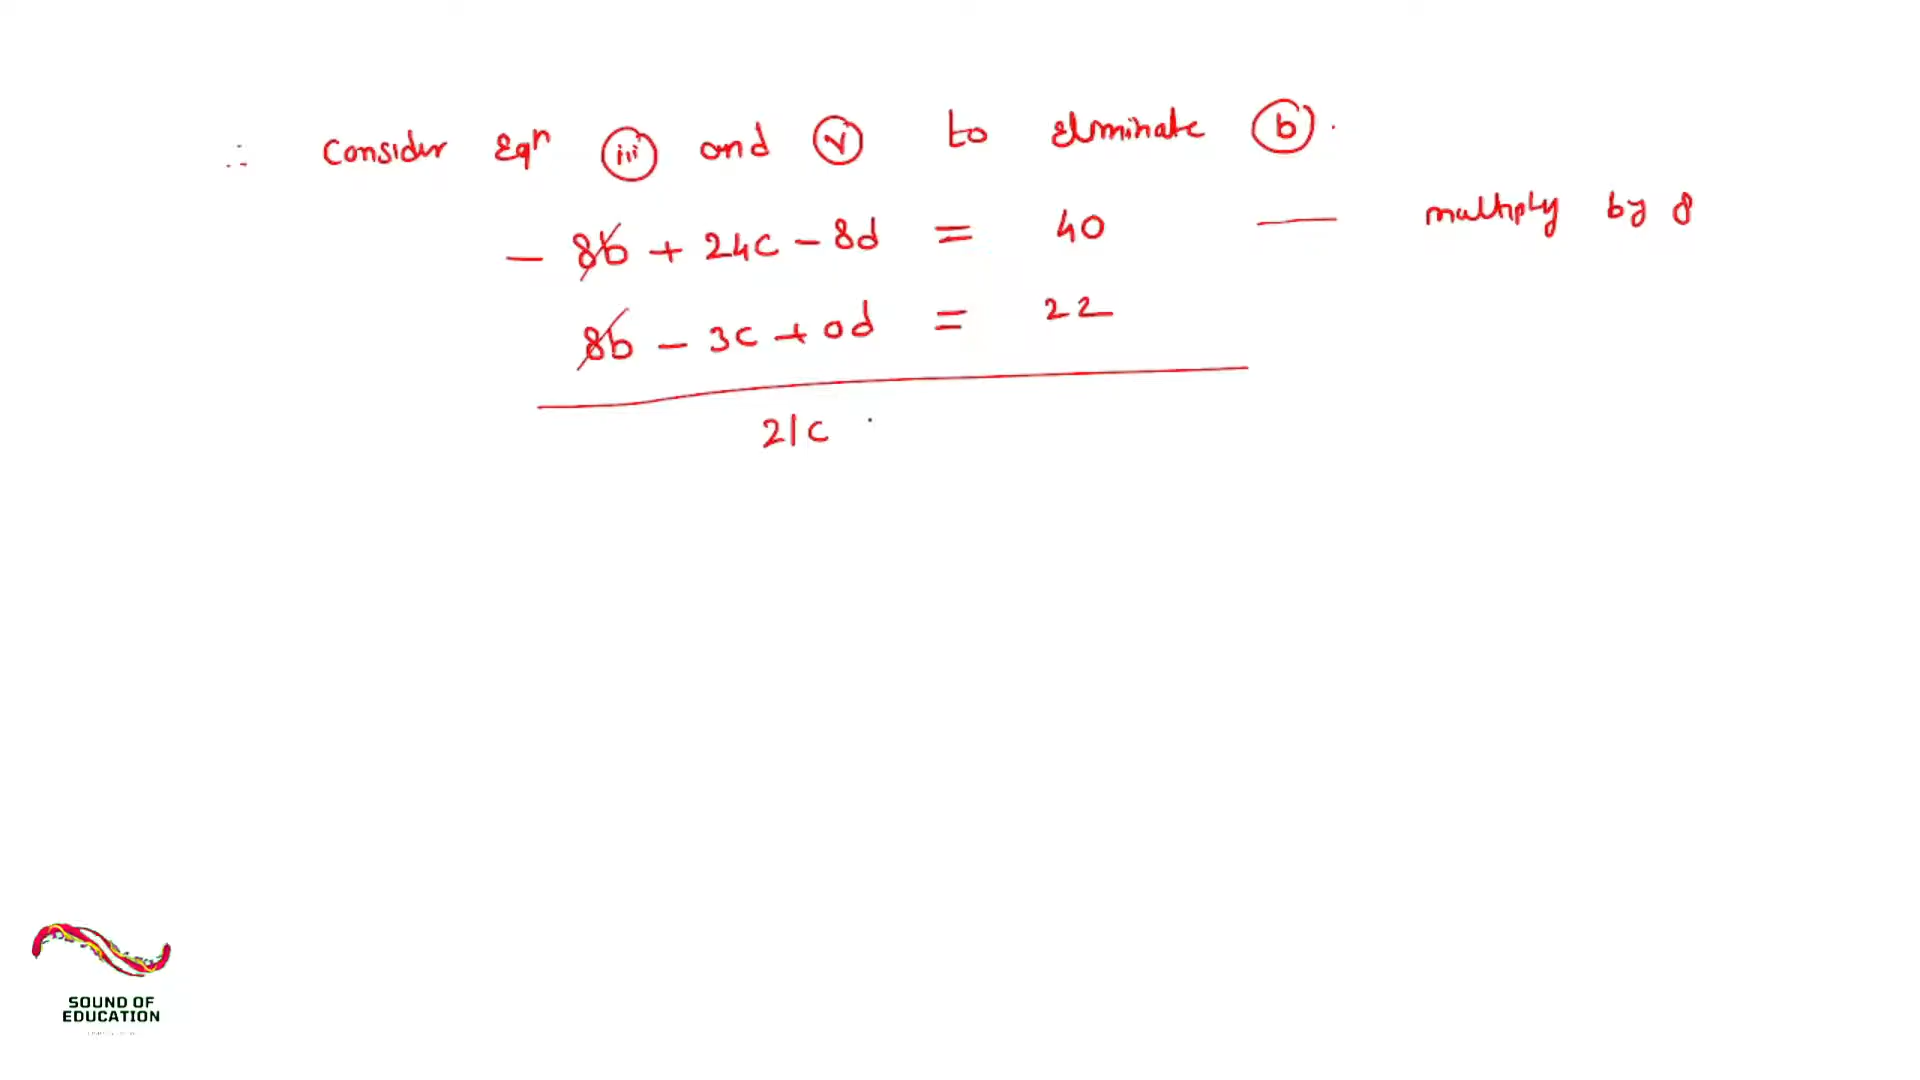 ∴ Consider Eqn (iii) and (v) to eliminate (b).
- 8b + 24c - 8d = 40 — multiply by 8
8b - 3c + 0d = 22
21c
SOUND OF
EDUCATION